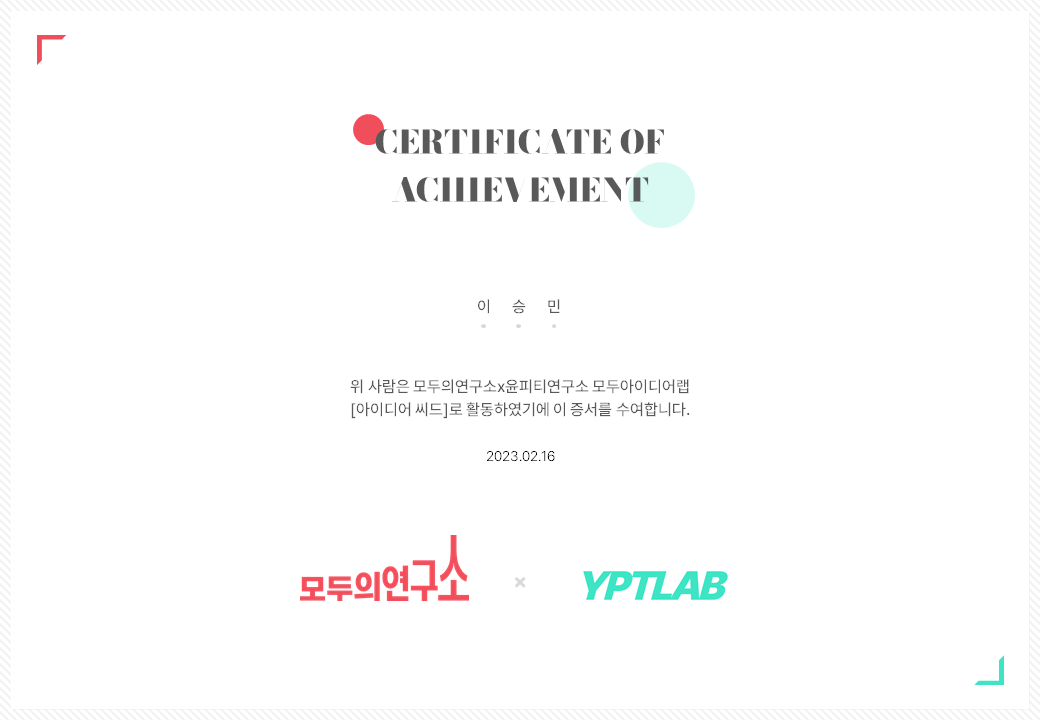 CERTIFICATE OF
ACHIEVEMENT
이 승 민
위 사람은 모두의연구소x윤피티연구소 모두아이디어랩
[아이디어 씨드]로 활동하였기에 이 증서를 수여합니다.
2023.02.16
모두의연구소 × YPTLAB